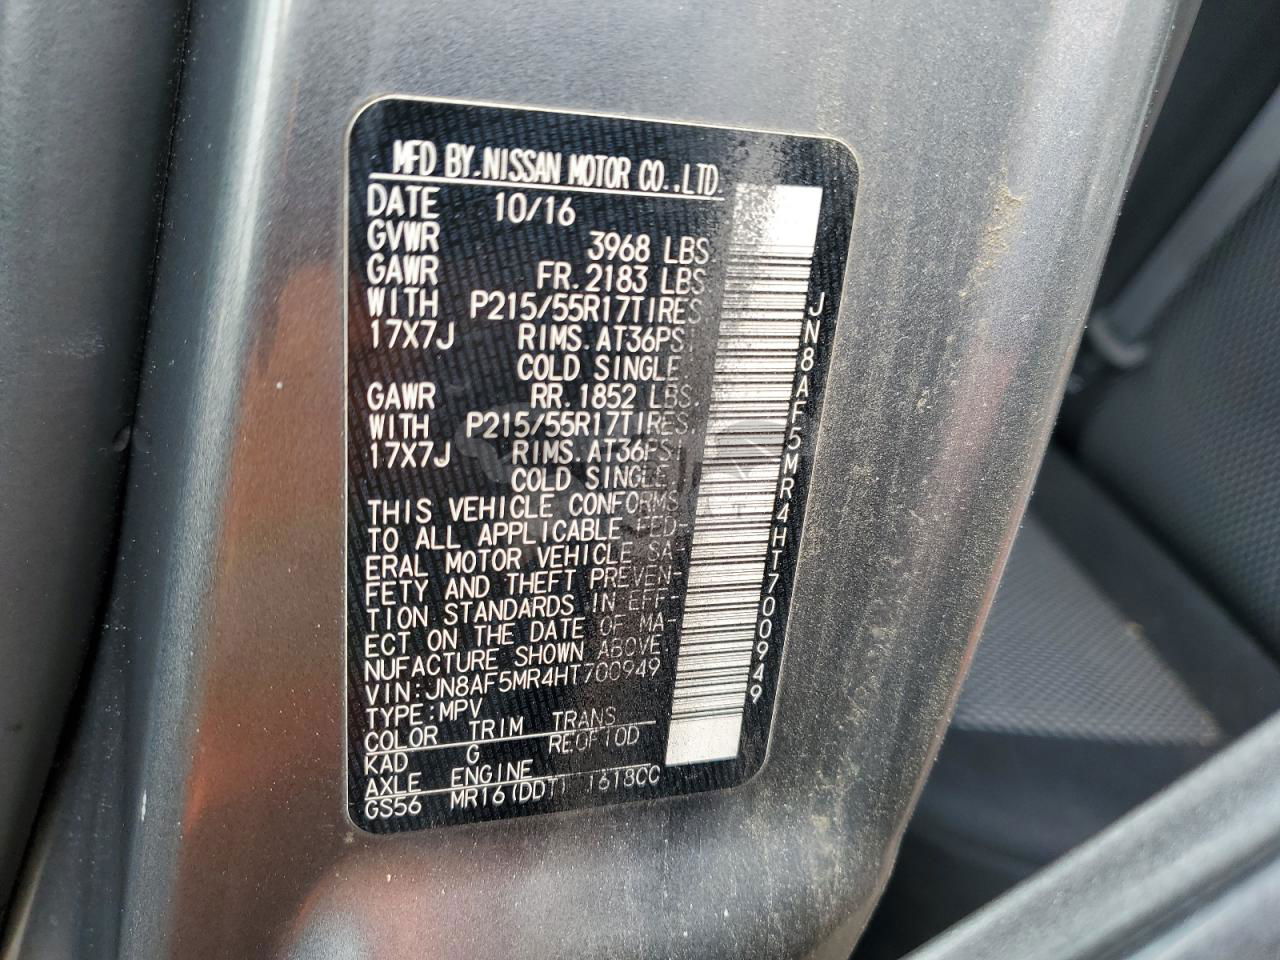 MFD BY. NISSAN MOTOR CO.,LTD.
DATE 10/16
GVWR 3968 LBS
GAWR FR. 2183 LBS
WITH P215/55R17TIRES
17X7J RIMS. AT36PSI
COLD SINGLE
GAWR RR. 1852 LBS.
WITH P215/55R17TIRES.
17X7J RIMS. AT36PSI
COLD SINGLE
THIS VEHICLE CONFORMS
TO ALL APPLICABLE FED-
ERAL MOTOR VEHICLE SA-
FETY AND THEFT PREVEN-
TION STANDARDS IN EFF-
ECT ON THE DATE OF MA-
NUFACTURE SHOWN ABOVE.
VIN:JN8AF5MR4HT700949
TYPE:MPV
COLOR TRIM TRANS
KAD G RE0F10D
AXLE ENGINE
GS56 MR16(DDT) 1618CC
JN8AF5MR4HT700949